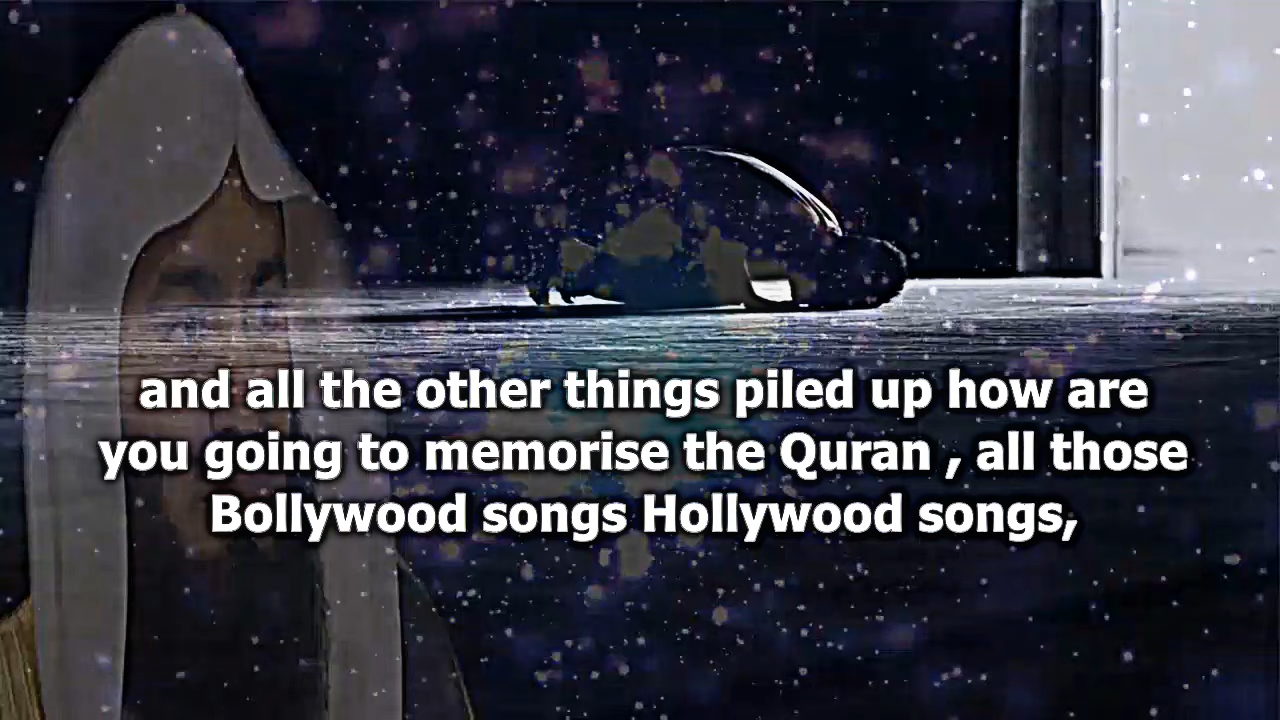 and all the other things piled up how are
you going to memorise the Quran , all those
Bollywood songs Hollywood songs,